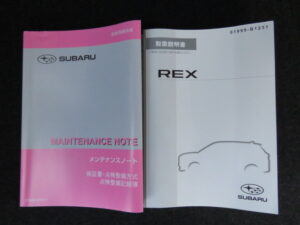 SUBARU
MAINTENANCE NOTE
メンテナンスノート
保証書・点検整備方式
点検整備記録簿
取扱説明書
REX
SUBARU